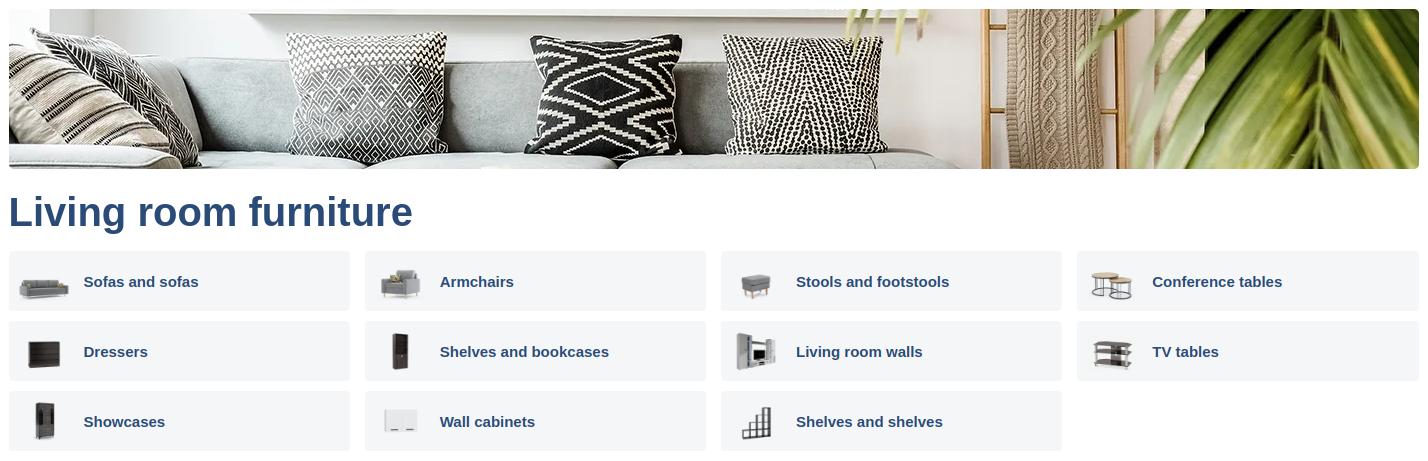 Living room furniture
Sofas and sofas
Armchairs
Stools and footstools
Conference tables
Dressers
Shelves and bookcases
Living room walls
TV tables
Showcases
Wall cabinets
Shelves and shelves